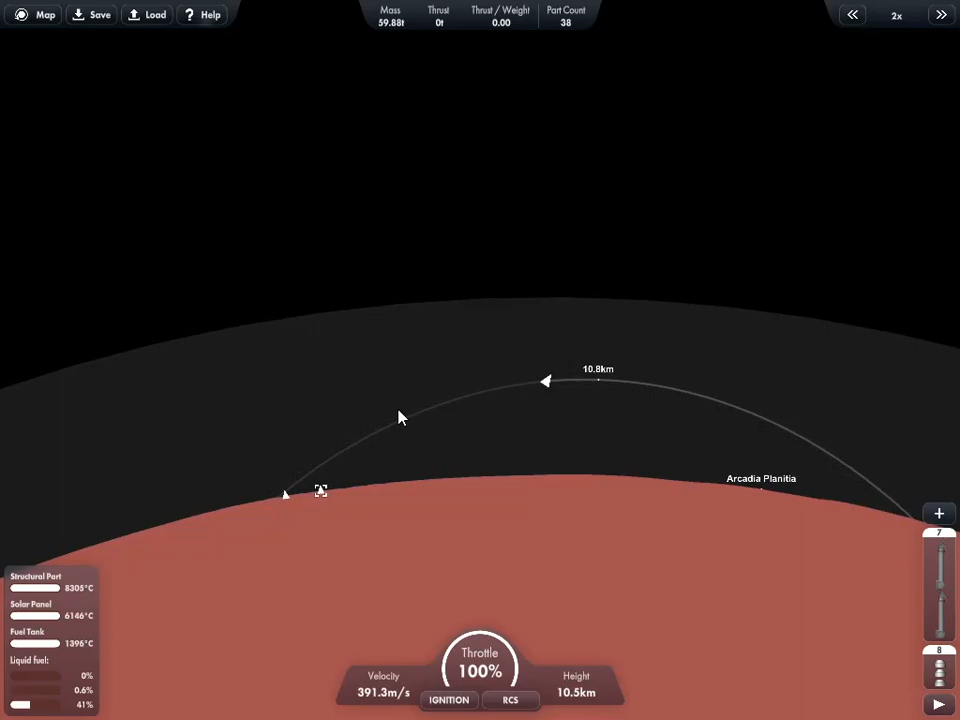 Map
Save
Load
? Help
Mass
59.88t
Thrust
0t
Thrust / Weight
0.00
Part Count
38
2x
10.8km
Arcadia Planitia
Structural Part
8305°C
Solar Panel
6146°C
Fuel Tank
1396°C
Liquid fuel:
0%
0.6%
41%
Throttle
100%
Velocity
391.3m/s
Height
10.5km
IGNITION
RCS
+
7
8